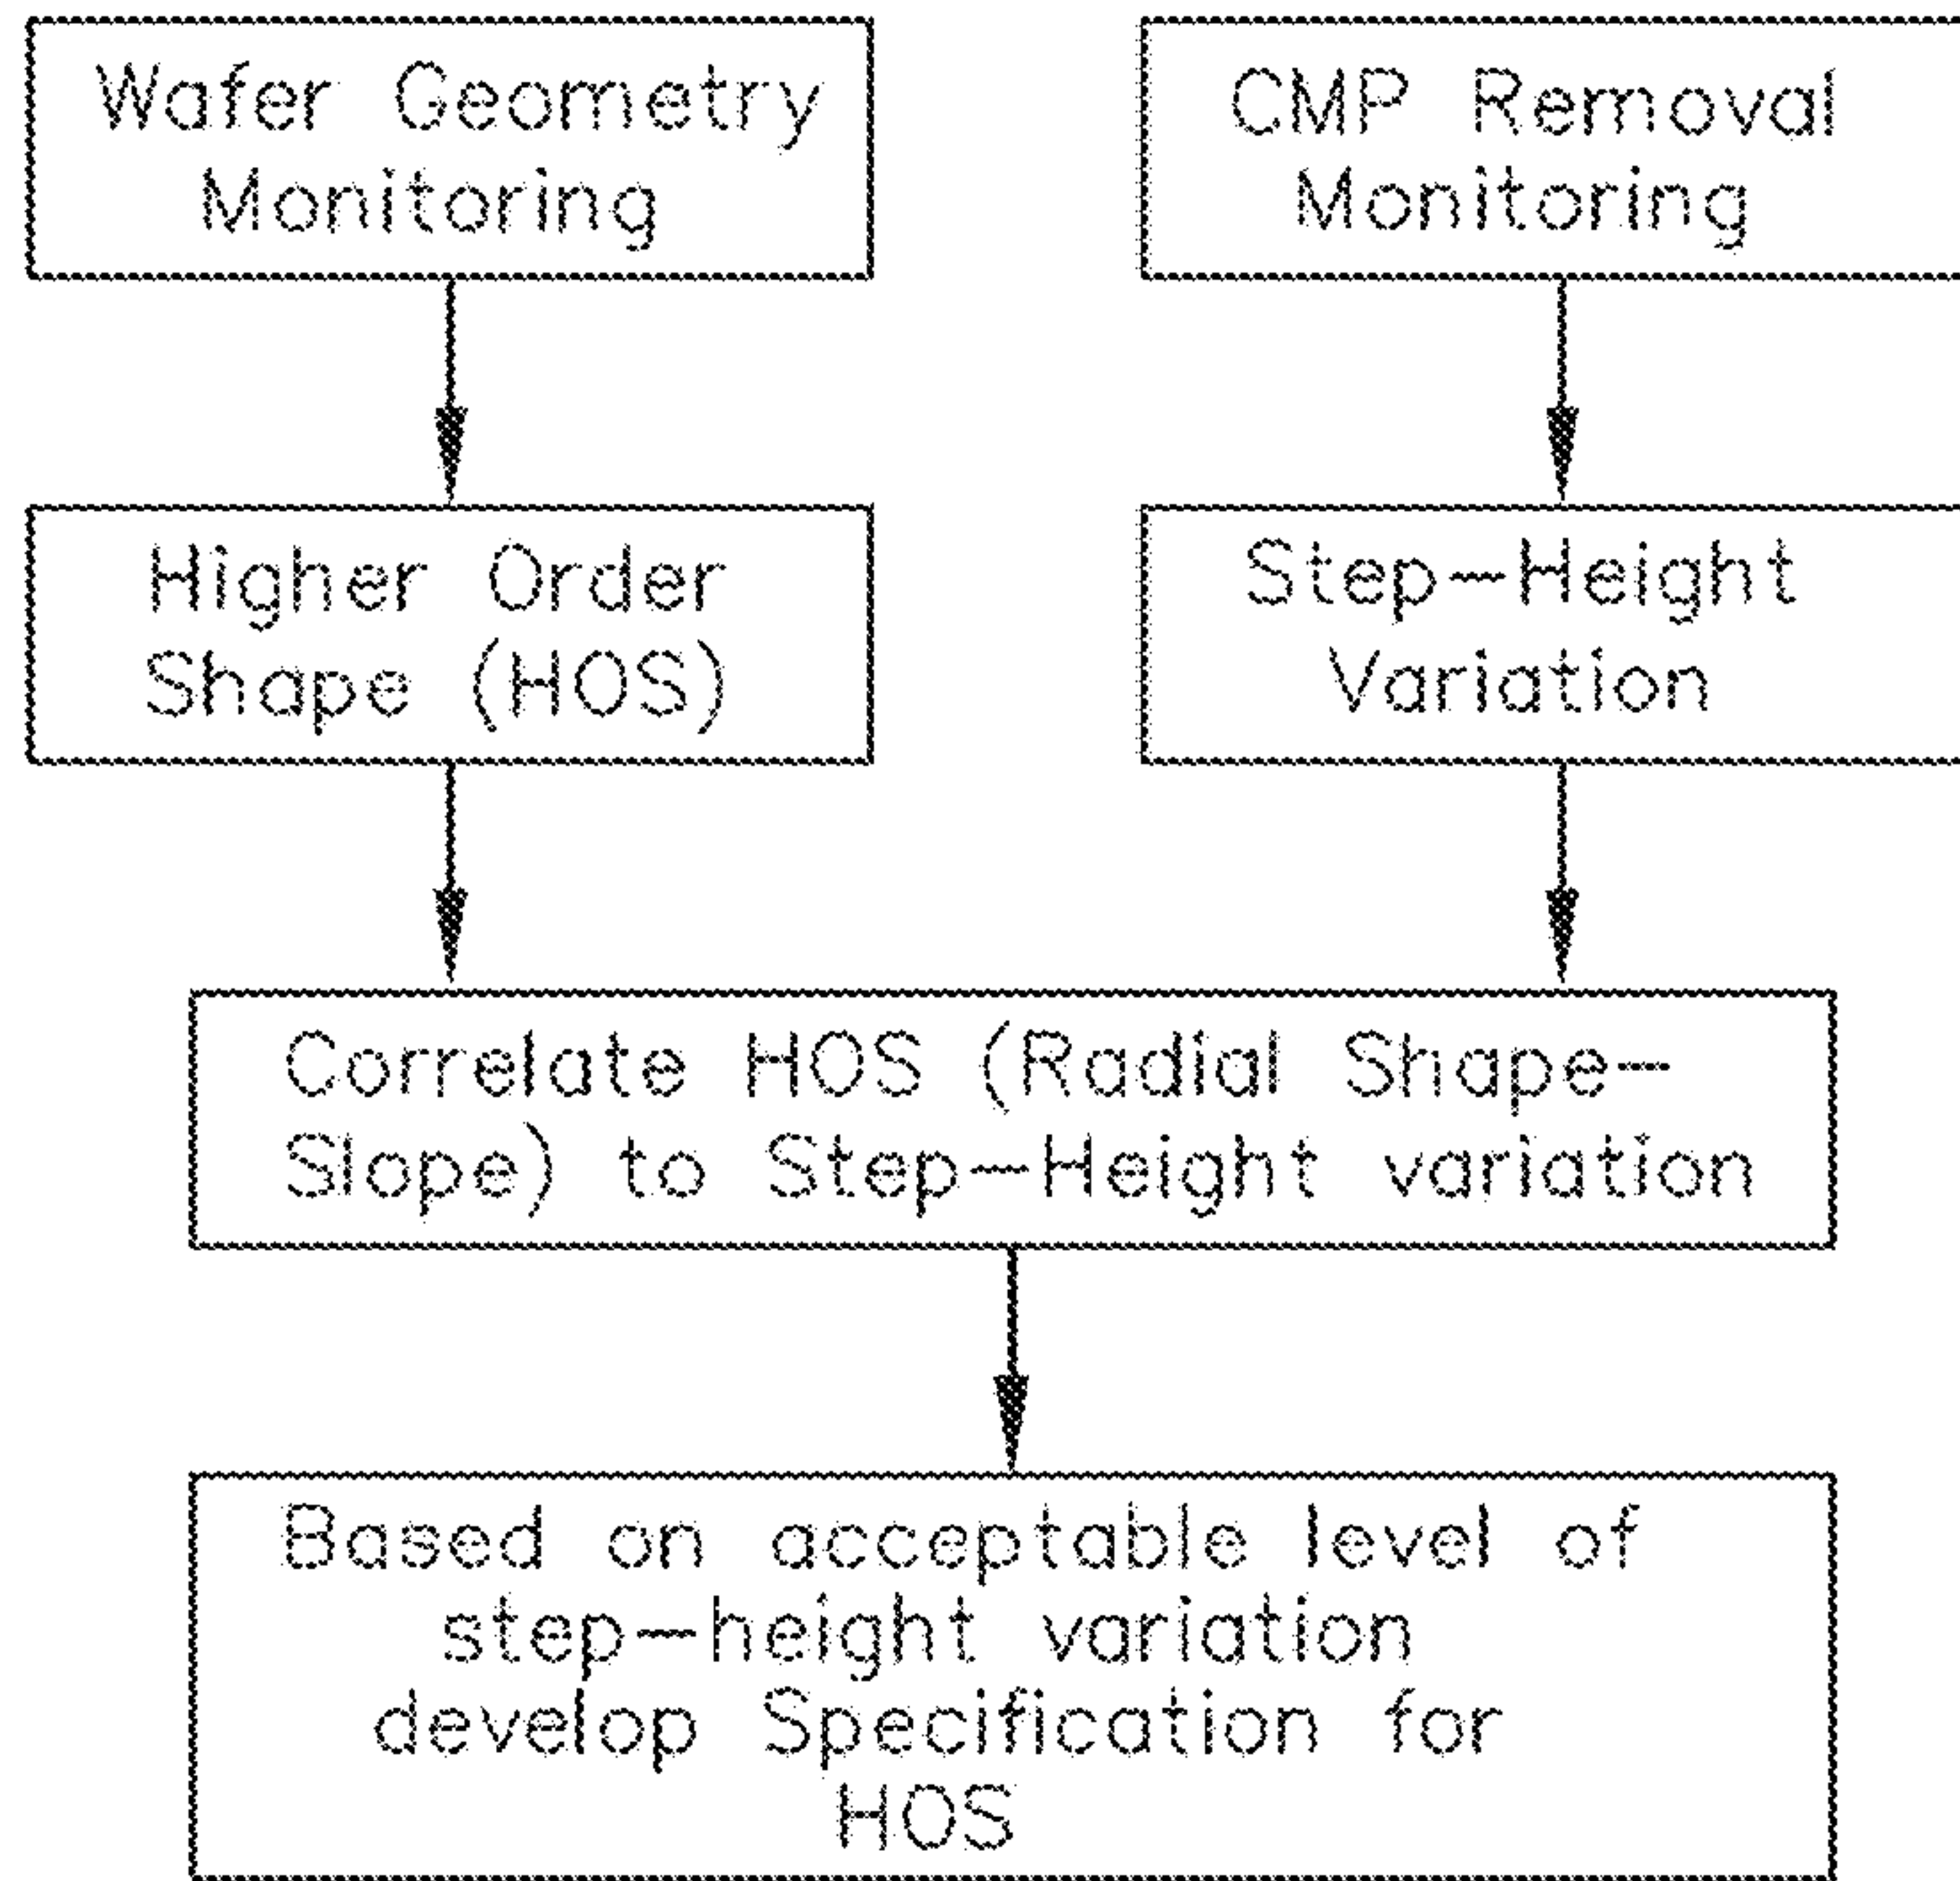 Wafer Geometry
Monitoring
CMP Removal
Monitoring
Higher Order
Shape (HOS)
Step-Height
Variation
Correlate HOS (Radial Shape-
Slope) to Step-Height variation
Based on acceptable level of
step-height variation
develop Specification for
HOS